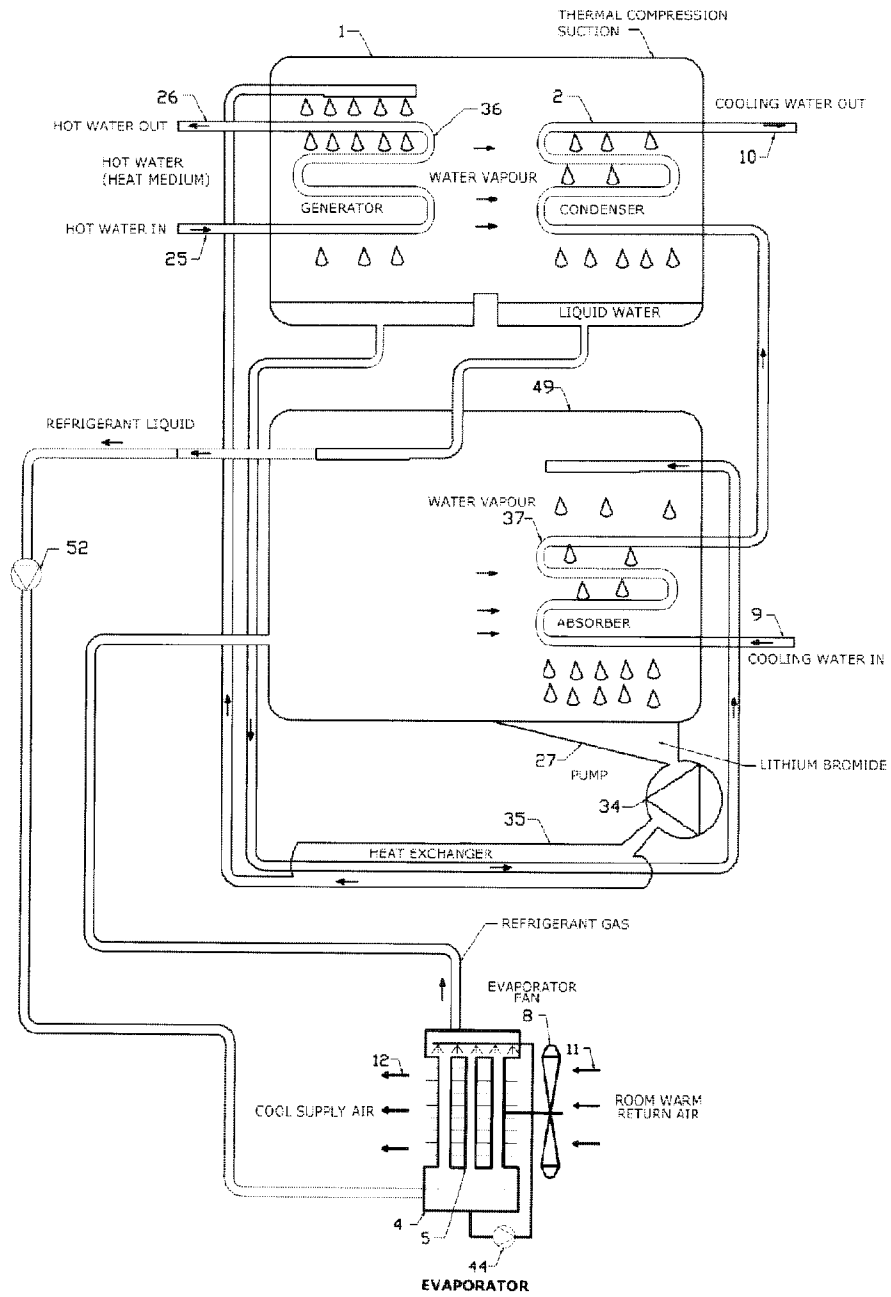 THERMAL COMPRESSION
SUCTION
1
26
36
2
COOLING WATER OUT
HOT WATER OUT
10
HOT WATER
(HEAT MEDIUM)
WATER VAPOUR
GENERATOR
CONDENSER
HOT WATER IN
25
LIQUID WATER
49
REFRIGERANT LIQUID
WATER VAPOUR
37
52
ABSORBER
9
COOLING WATER IN
27
LITHIUM BROMIDE
PUMP
34
35
HEAT EXCHANGER
REFRIGERANT GAS
EVAPORATOR
FAN
8
11
12
COOL SUPPLY AIR
ROOM WARM
RETURN AIR
4
5
44
EVAPORATOR